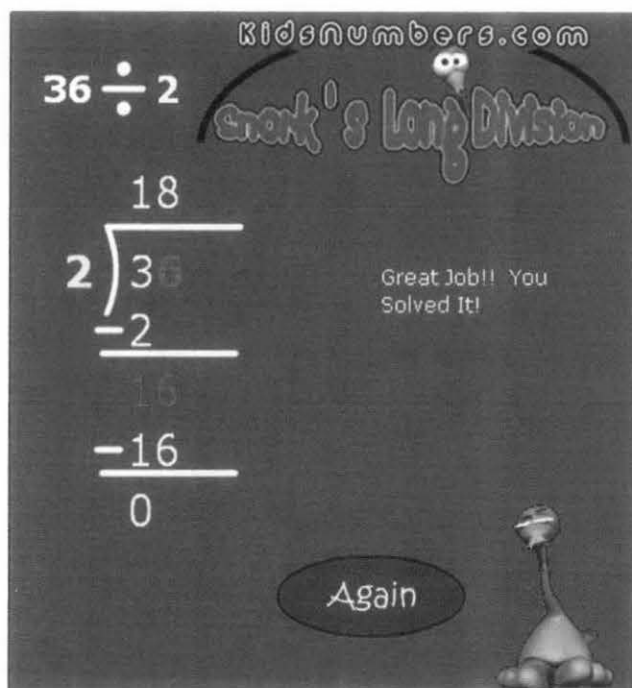 KidsNumbers.com
36 ÷ 2
Snork's Long Division
18
2 36
Great Job!! You
Solved It!
-2
16
-16
0
Again